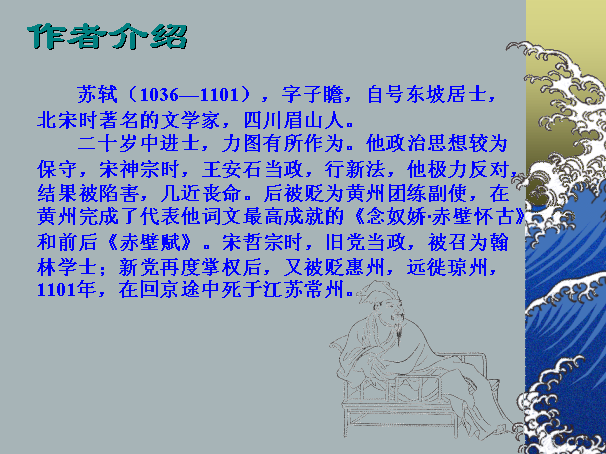 作者介绍
苏轼（1036—1101），字子瞻，自号东坡居士，
北宋时著名的文学家，四川眉山人。
二十岁中进士，力图有所作为。他政治思想较为
保守，宋神宗时，王安石当政，行新法，他极力反对，
结果被陷害，几近丧命。后被贬为黄州团练副使，在
黄州完成了代表他词文最高成就的《念奴娇·赤壁怀古》
和前后《赤壁赋》。宋哲宗时，旧党当政，被召为翰
林学士；新党再度掌权后，又被贬惠州，远徙琼州，
1101年，在回京途中死于江苏常州。